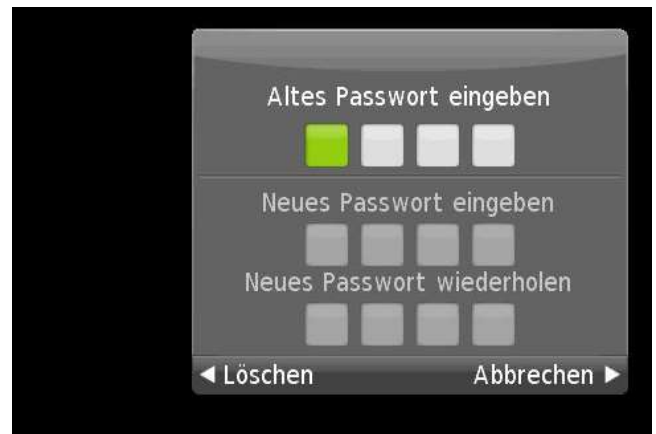 Altes Passwort eingeben
Neues Passwort eingeben
Neues Passwort wiederholen
Löschen Abbrechen